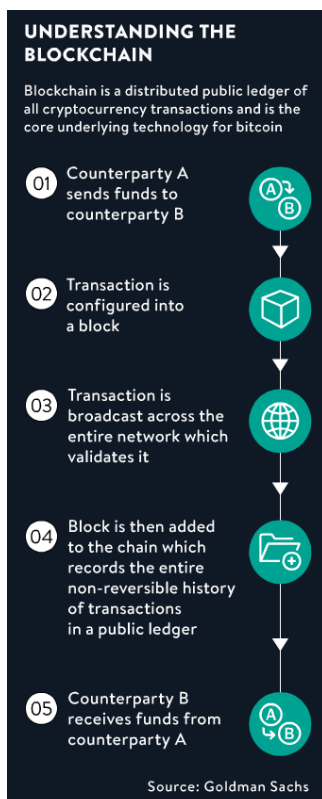 UNDERSTANDING THE
BLOCKCHAIN
Blockchain is a distributed public ledger of
all cryptocurrency transactions and is the
core underlying technology for bitcoin
01 Counterparty A
sends funds to
counterparty B
A
B
02 Transaction is
configured into
a block
03 Transaction is
broadcast across the
entire network which
validates it
04 Block is then added
to the chain which
records the entire
non-reversible history
of transactions
in a public ledger
05 Counterparty B
receives funds from
counterparty A
A
B
Source: Goldman Sachs